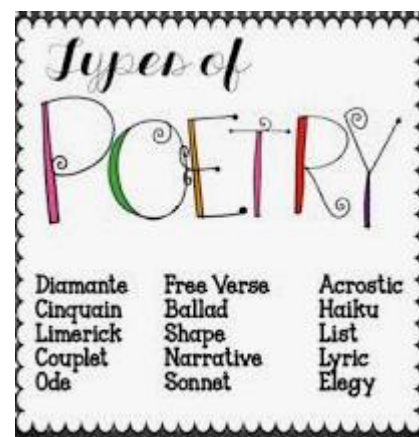 Types of
POETRY
Diamante Free Verse Acrostic
Cinquain Ballad Haiku
Limerick Shape List
Couplet Narrative Lyric
Ode Sonnet Elegy